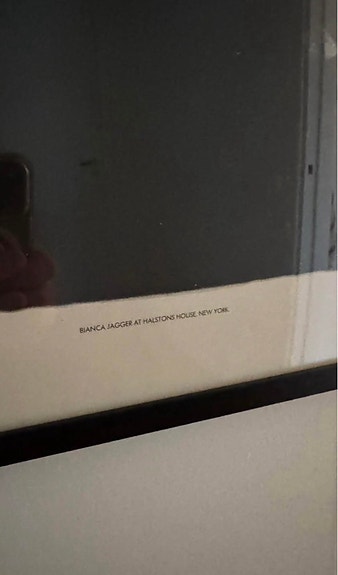 BIANCA JAGGER AT HALSTONS HOUSE, NEW YORK.